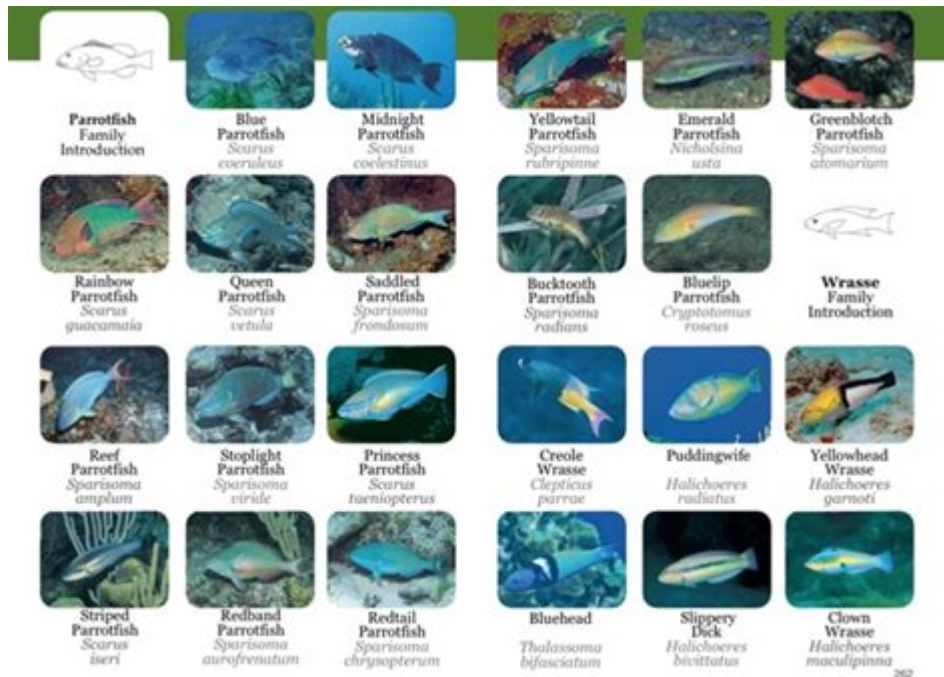 Parrotfish
Family
Introduction
Blue
Parrotfish
Scarus
coeruleus
Midnight
Parrotfish
Scarus
coelestinus
Yellowtail
Parrotfish
Sparisoma
rubripinne
Emerald
Parrotfish
Nicholsina
usta
Greenblotch
Parrotfish
Sparisoma
atomarium
Rainbow
Parrotfish
Scarus
guacamaia
Queen
Parrotfish
Scarus
vetula
Saddled
Parrotfish
Sparisoma
frondosum
Bucktooth
Parrotfish
Sparisoma
radians
Bluelip
Parrotfish
Cryptotomus
roseus
Wrasse
Family
Introduction
Reef
Parrotfish
Sparisoma
amplum
Stoplight
Parrotfish
Sparisoma
viride
Princess
Parrotfish
Scarus
taeniopterus
Creole
Wrasse
Clepticus
parrae
Puddingwife
Halichoeres
radiatus
Yellowhead
Wrasse
Halichoeres
garnoti
Striped
Parrotfish
Scarus
iseri
Redband
Parrotfish
Sparisoma
aurofrenatum
Redtail
Parrotfish
Sparisoma
chrysopterum
Bluehead
Thalassoma
bifasciatum
Slippery
Dick
Halichoeres
bivittatus
Clown
Wrasse
Halichoeres
maculipinna
262